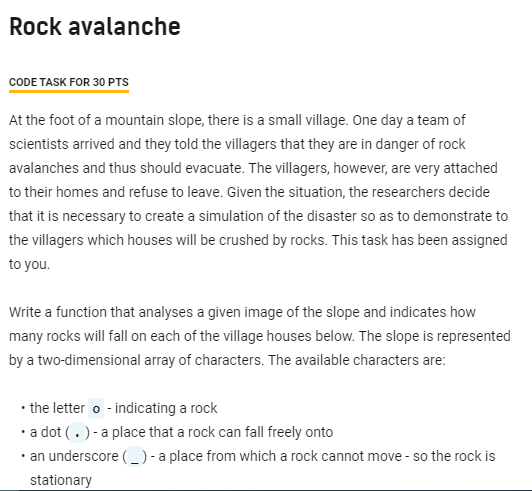 Rock avalanche
CODE TASK FOR 30 PTS
At the foot of a mountain slope, there is a small village. One day a team of
scientists arrived and they told the villagers that they are in danger of rock
avalanches and thus should evacuate. The villagers, however, are very attached
to their homes and refuse to leave. Given the situation, the researchers decide
that it is necessary to create a simulation of the disaster so as to demonstrate to
the villagers which houses will be crushed by rocks. This task has been assigned
to you.
Write a function that analyses a given image of the slope and indicates how
many rocks will fall on each of the village houses below. The slope is represented
by a two-dimensional array of characters. The available characters are:
• the letter o - indicating a rock
• a dot ( . ) - a place that a rock can fall freely onto
• an underscore ( _ ) - a place from which a rock cannot move - so the rock is
stationary